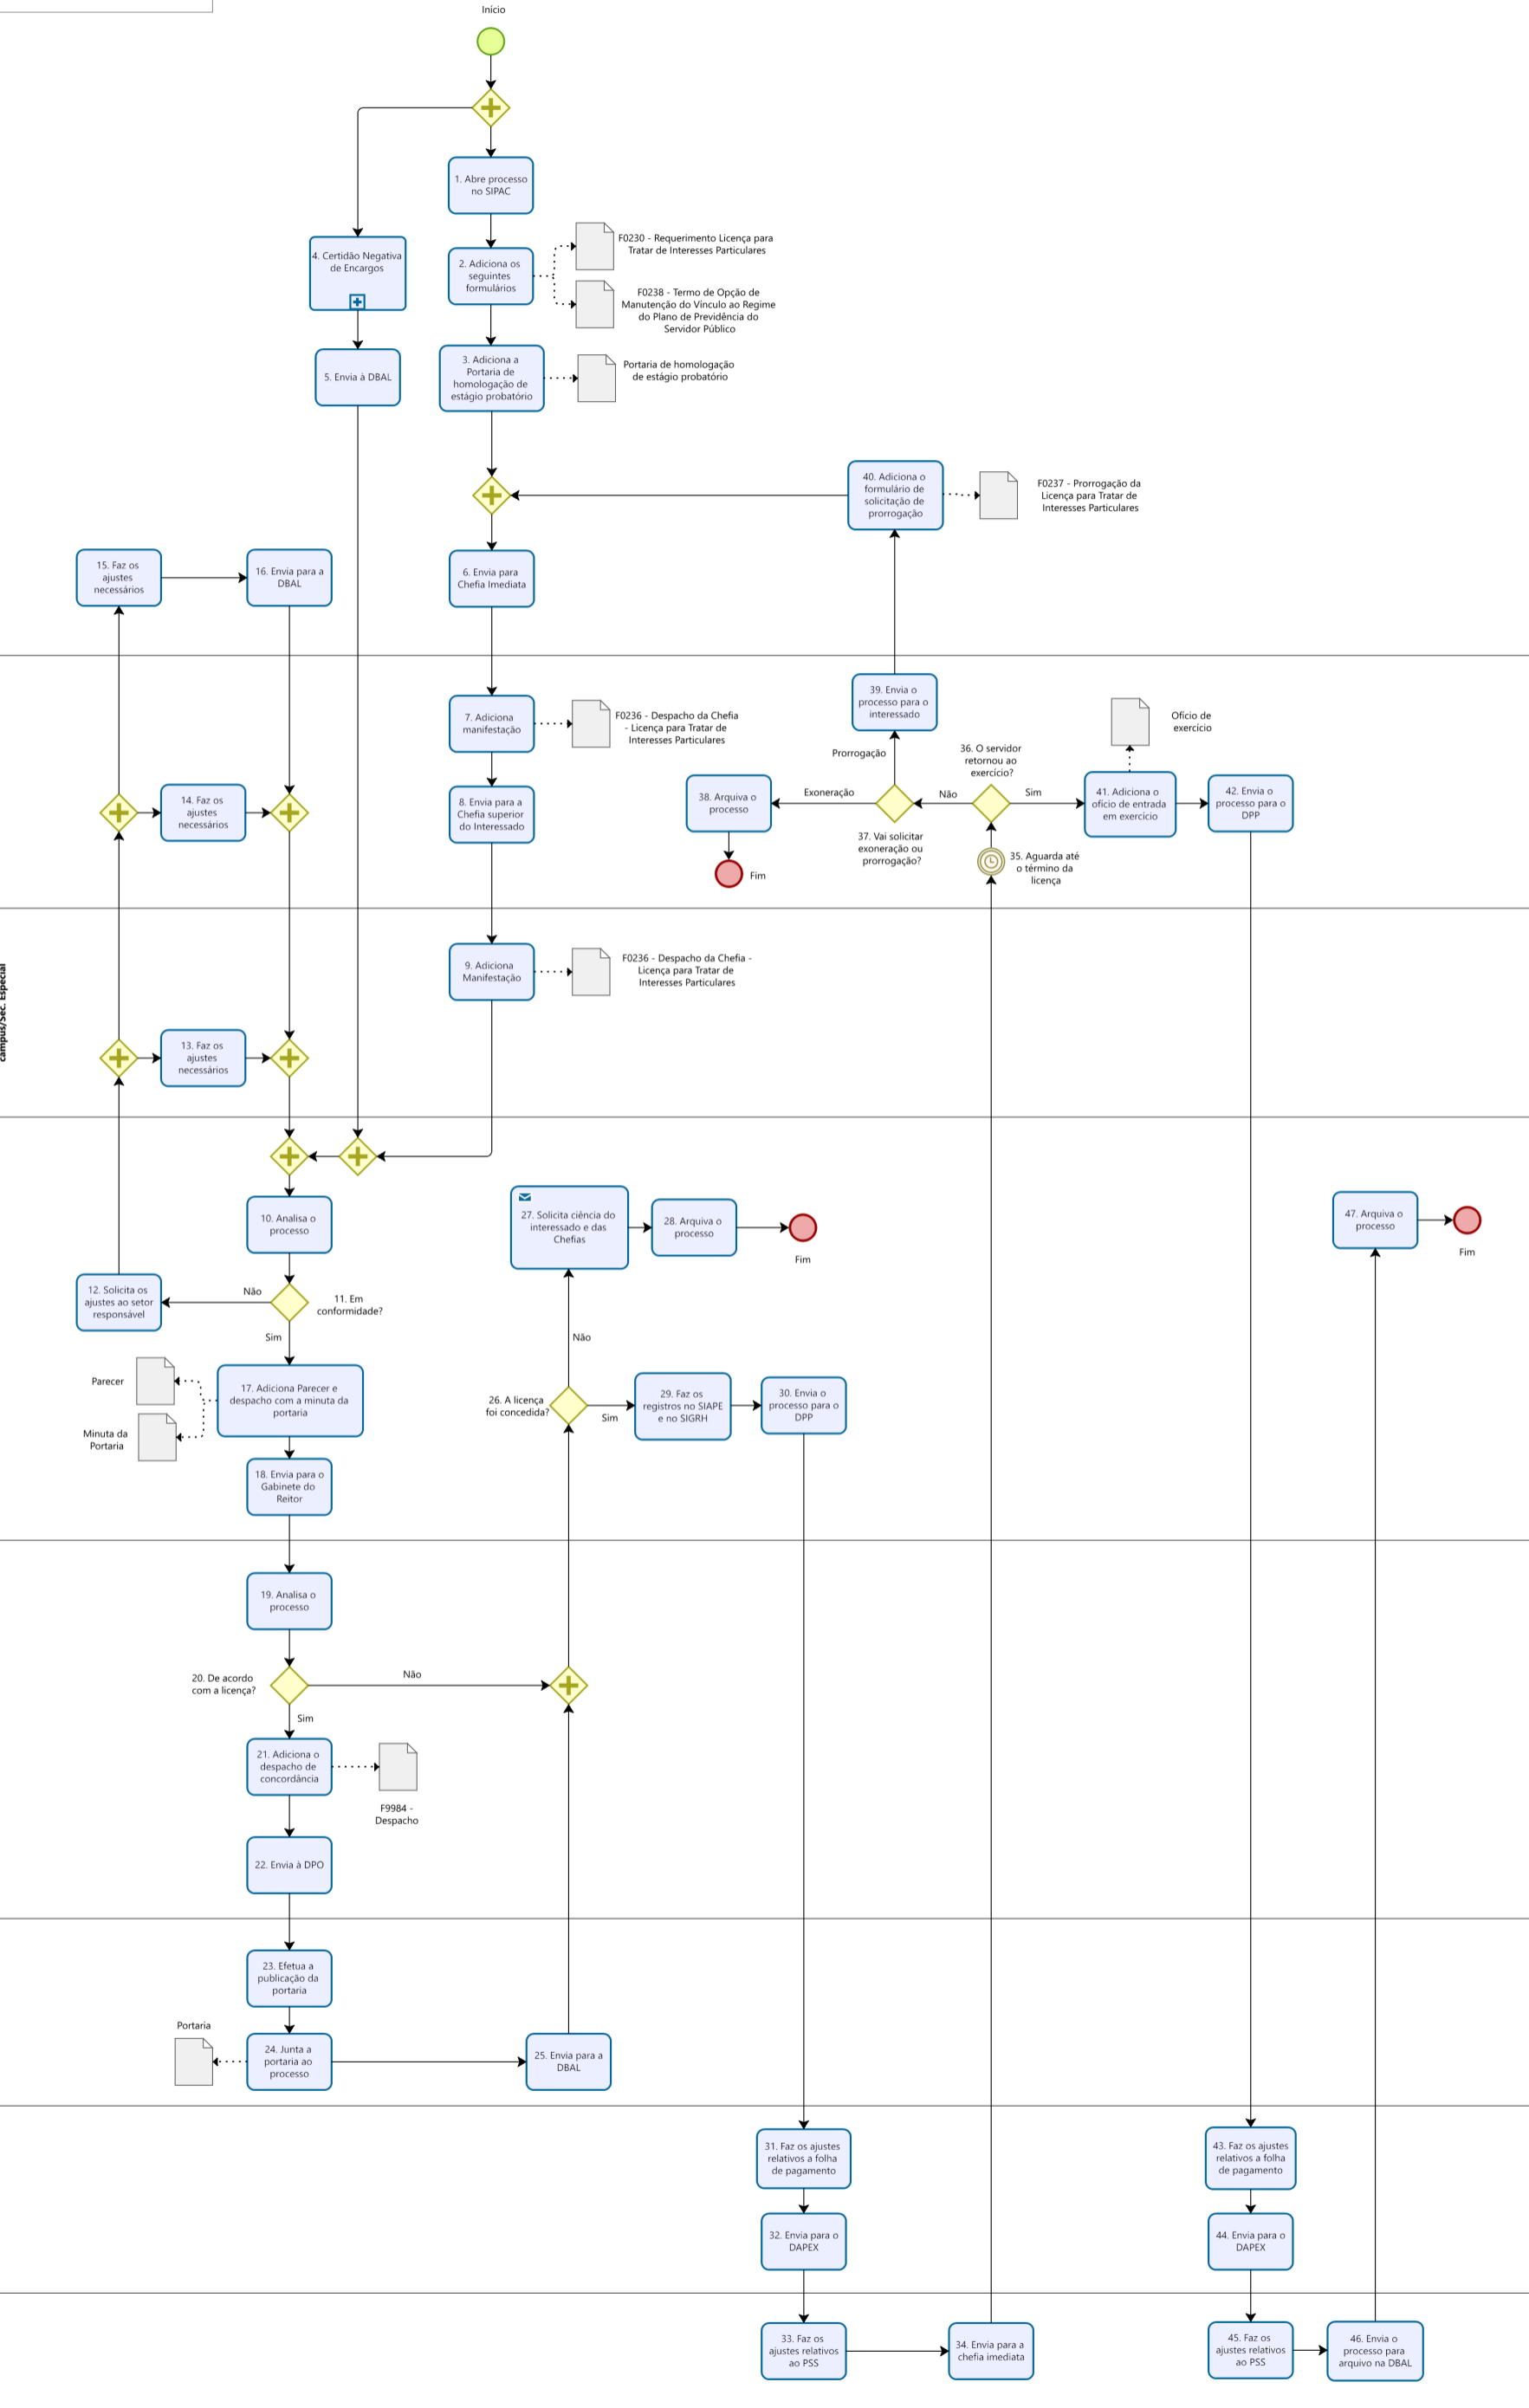 Início
1. Abre processo
no SIPAC
4. Certidão Negativa
de Encargos
2. Adiciona os
seguintes
formulários
F0230 - Requerimento Licença para
Tratar de Interesses Particulares
F0238 - Termo de Opção de
Manutenção do Vínculo ao Regime
do Plano de Previdência do
Servidor Público
5. Envia à DBAL
3. Adiciona a
Portaria de
homologação de
estágio probatório
Portaria de homologação
de estágio probatório
40. Adiciona o
formulário de
solicitação de
prorrogação
F0237 - Prorrogação da
Licença para Tratar de
Interesses Particulares
15. Faz os
ajustes
necessários
16. Envia para a
DBAL
6. Envia para
Chefia Imediata
7. Adiciona
manifestação
F0236 - Despacho da Chefia
- Licença para Tratar de
Interesses Particulares
39. Envia o
processo para o
interessado
Ofício de
exercício
Prorrogação
36. O servidor
retornou ao
exercício?
14. Faz os
ajustes
necessários
8. Envia para a
Chefia superior
do Interessado
38. Arquiva o
processo
Exoneração
Não
Sim
41. Adiciona o
ofício de entrada
em exercício
42. Envia o
processo para o
DPP
37. Vai solicitar
exoneração ou
prorrogação?
Fim
35. Aguarda até
o término da
licença
9. Adiciona
Manifestação
F0236 - Despacho da Chefia -
Licença para Tratar de
Interesses Particulares
campus/Sec. Especial
13. Faz os
ajustes
necessários
10. Analisa o
processo
27. Solicita ciência do
interessado e das
Chefias
28. Arquiva o
processo
Fim
47. Arquiva o
processo
Fim
12. Solicita os
ajustes ao setor
responsável
Não
11. Em
conformidade?
Sim
Não
Parecer
17. Adiciona Parecer e
despacho com a minuta da
portaria
26. A licença
foi concedida?
Sim
29. Faz os
registros no SIAPE
e no SIGRH
30. Envia o
processo para o
DPP
Minuta da
Portaria
18. Envia para o
Gabinete do
Reitor
19. Analisa o
processo
20. De acordo
com a licença?
Não
Sim
21. Adiciona o
despacho de
concordância
F9984 -
Despacho
22. Envia à DPO
23. Efetua a
publicação da
portaria
Portaria
24. Junta a
portaria ao
processo
25. Envia para a
DBAL
31. Faz os ajustes
relativos a folha
de pagamento
43. Faz os ajustes
relativos a folha
de pagamento
32. Envia para o
DAPEX
44. Envia para o
DAPEX
33. Faz os
ajustes relativos
ao PSS
34. Envia para a
chefia imediata
45. Faz os
ajustes relativos
ao PSS
46. Envia o
processo para
arquivo na DBAL